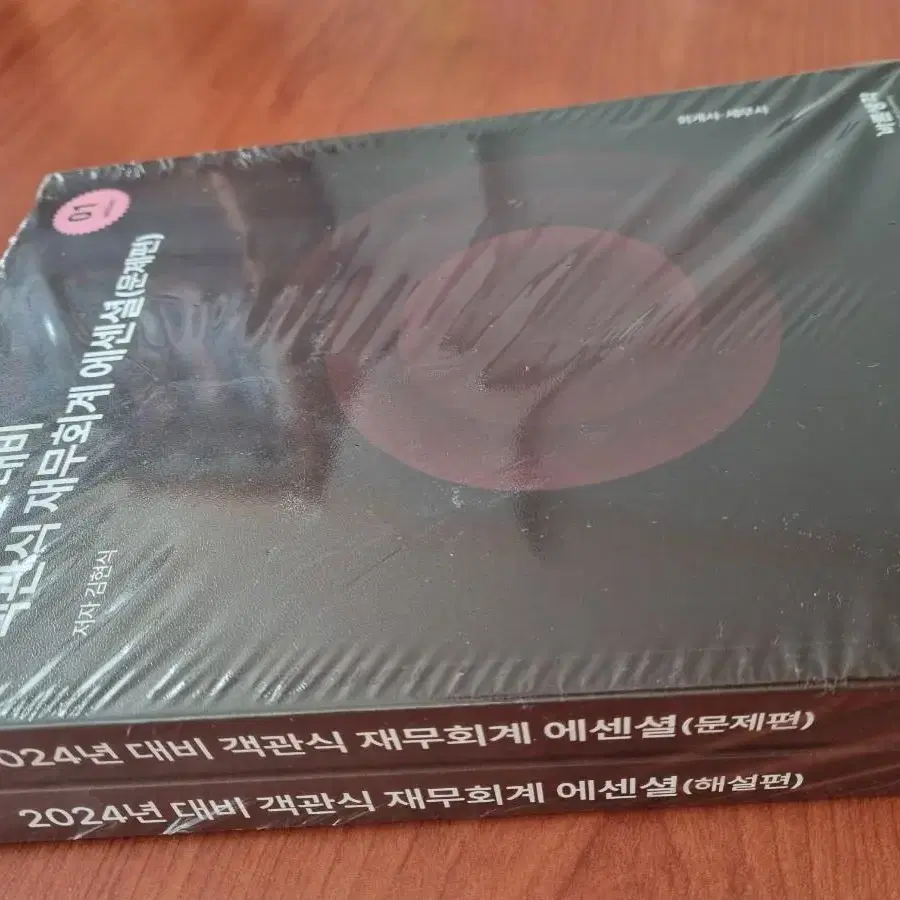 회계사·세무사
01
대비
객관식 재무회계 에센셜(문제편)
저자 김현식
2024년 대비 객관식 재무회계 에센셜(문제편)
2024년 대비 객관식 재무회계 에센셜(해설편)